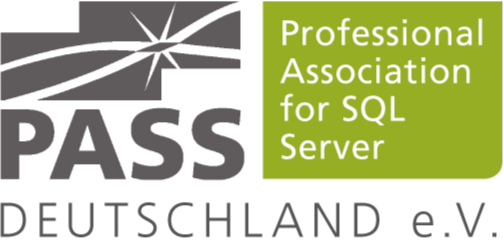 PASS
Professional
Association
for SQL
Server
DEUTSCHLAND e.V.